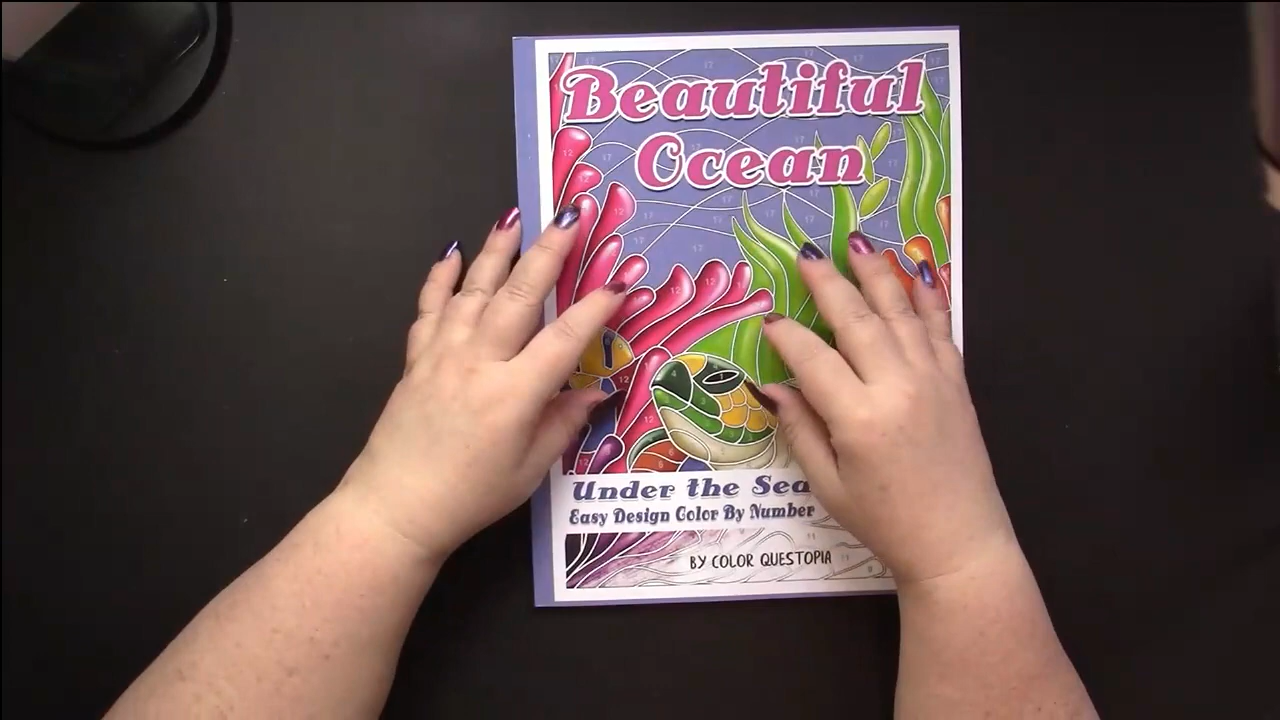 Beautiful
Ocean
Under the Sea
Easy Design Color By Number
BY COLOR QUESTOPIA